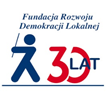 Fundacja Rozwoju
Demokracji Lokalnej
30 LAT